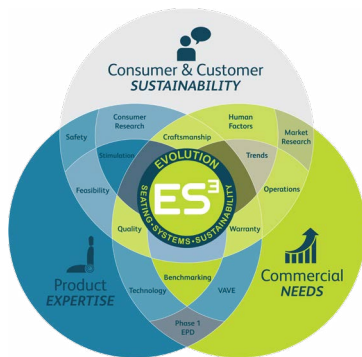 Consumer & Customer
SUSTAINABILITY
Consumer
Research
Human
Factors
Safety
Craftsmanship
Market
Research
Stimulation
Trends
EVOLUTION
Feasibility
Operations
ES³
SEATING•SYSTEMS•SUSTAINABILITY
Quality
Warranty
Product
EXPERTISE
Commercial
NEEDS
Benchmarking
Technology
VAVE
Phase 1
EPD